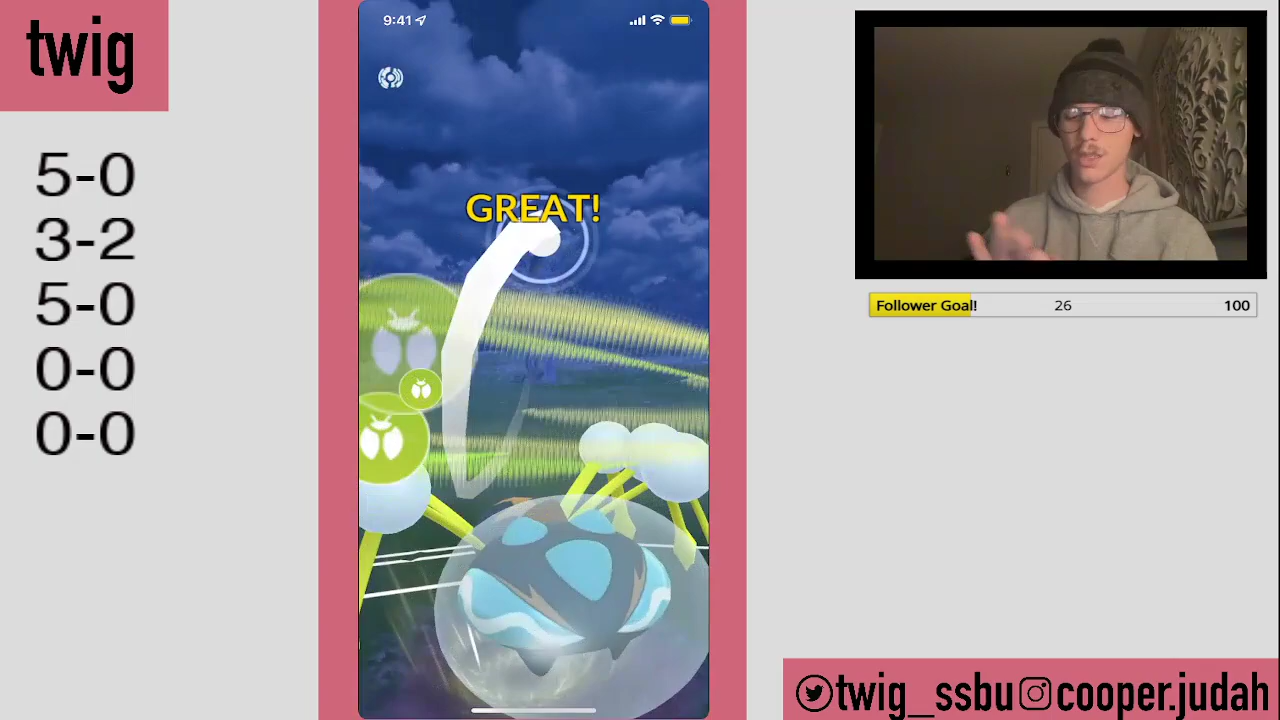 twig
5-0
3-2
5-0
0-0
0-0
9:41
GREAT!
Follower Goal! 26 100
twig_ssbu cooper.judah